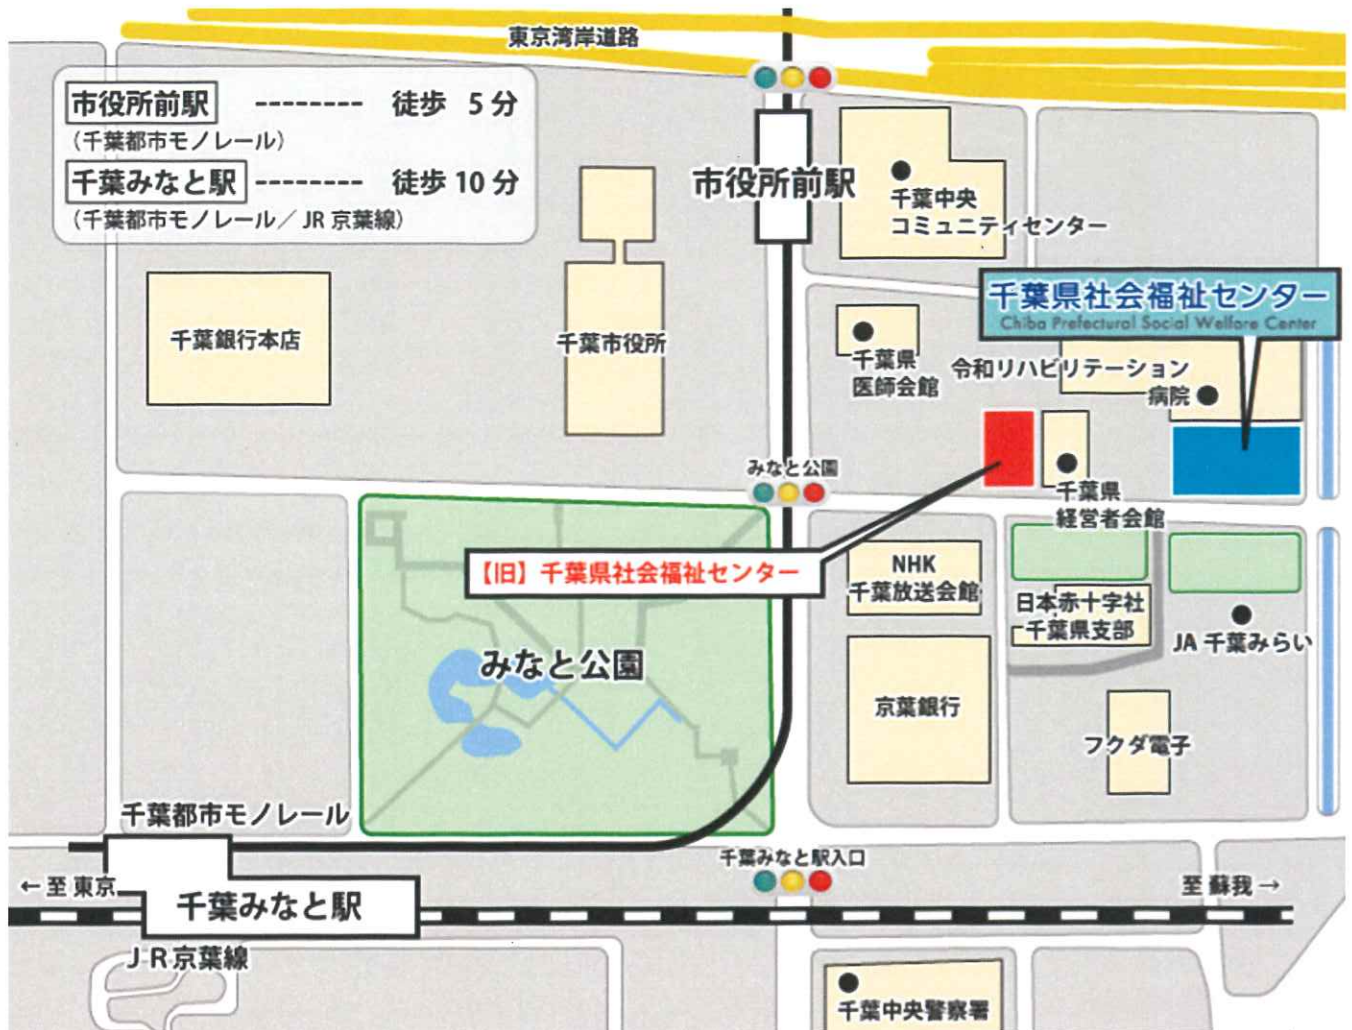 東京湾岸道路
市役所前駅 -------- 徒歩 5 分
（千葉都市モノレール）
千葉みなと駅 -------- 徒歩 10 分
（千葉都市モノレール／ JR 京葉線）
市役所前駅
千葉中央
コミュニティセンター
千葉県社会福祉センター
Chiba Prefectural Social Welfare Center
千葉銀行本店
千葉市役所
千葉県
医師会館
令和リハビリテーション
病院
みなと公園
千葉県
経営者会館
【旧】千葉県社会福祉センター
NHK
千葉放送会館
日本赤十字社
千葉県支部
JA 千葉みらい
みなと公園
京葉銀行
フクダ電子
千葉都市モノレール
千葉みなと駅入口
←至 東京
千葉みなと駅
至 蘇我→
ＪＲ京葉線
千葉中央警察署